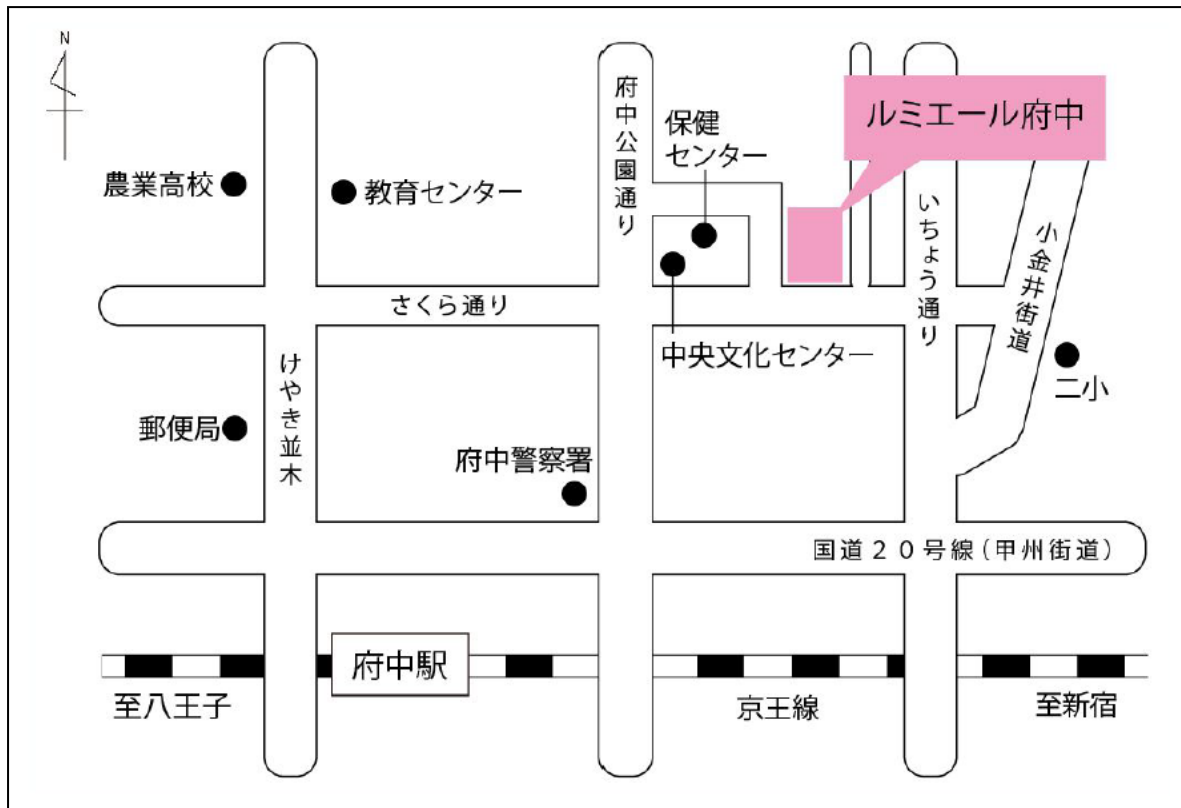 N
ルミエール府中
府中公園通り
保健
センター
農業高校
教育センター
いちょう通り
小金井街道
さくら通り
中央文化センター
けやき並木
二小
郵便局
府中警察署
国道２０号線(甲州街道)
府中駅
至八王子
京王線
至新宿